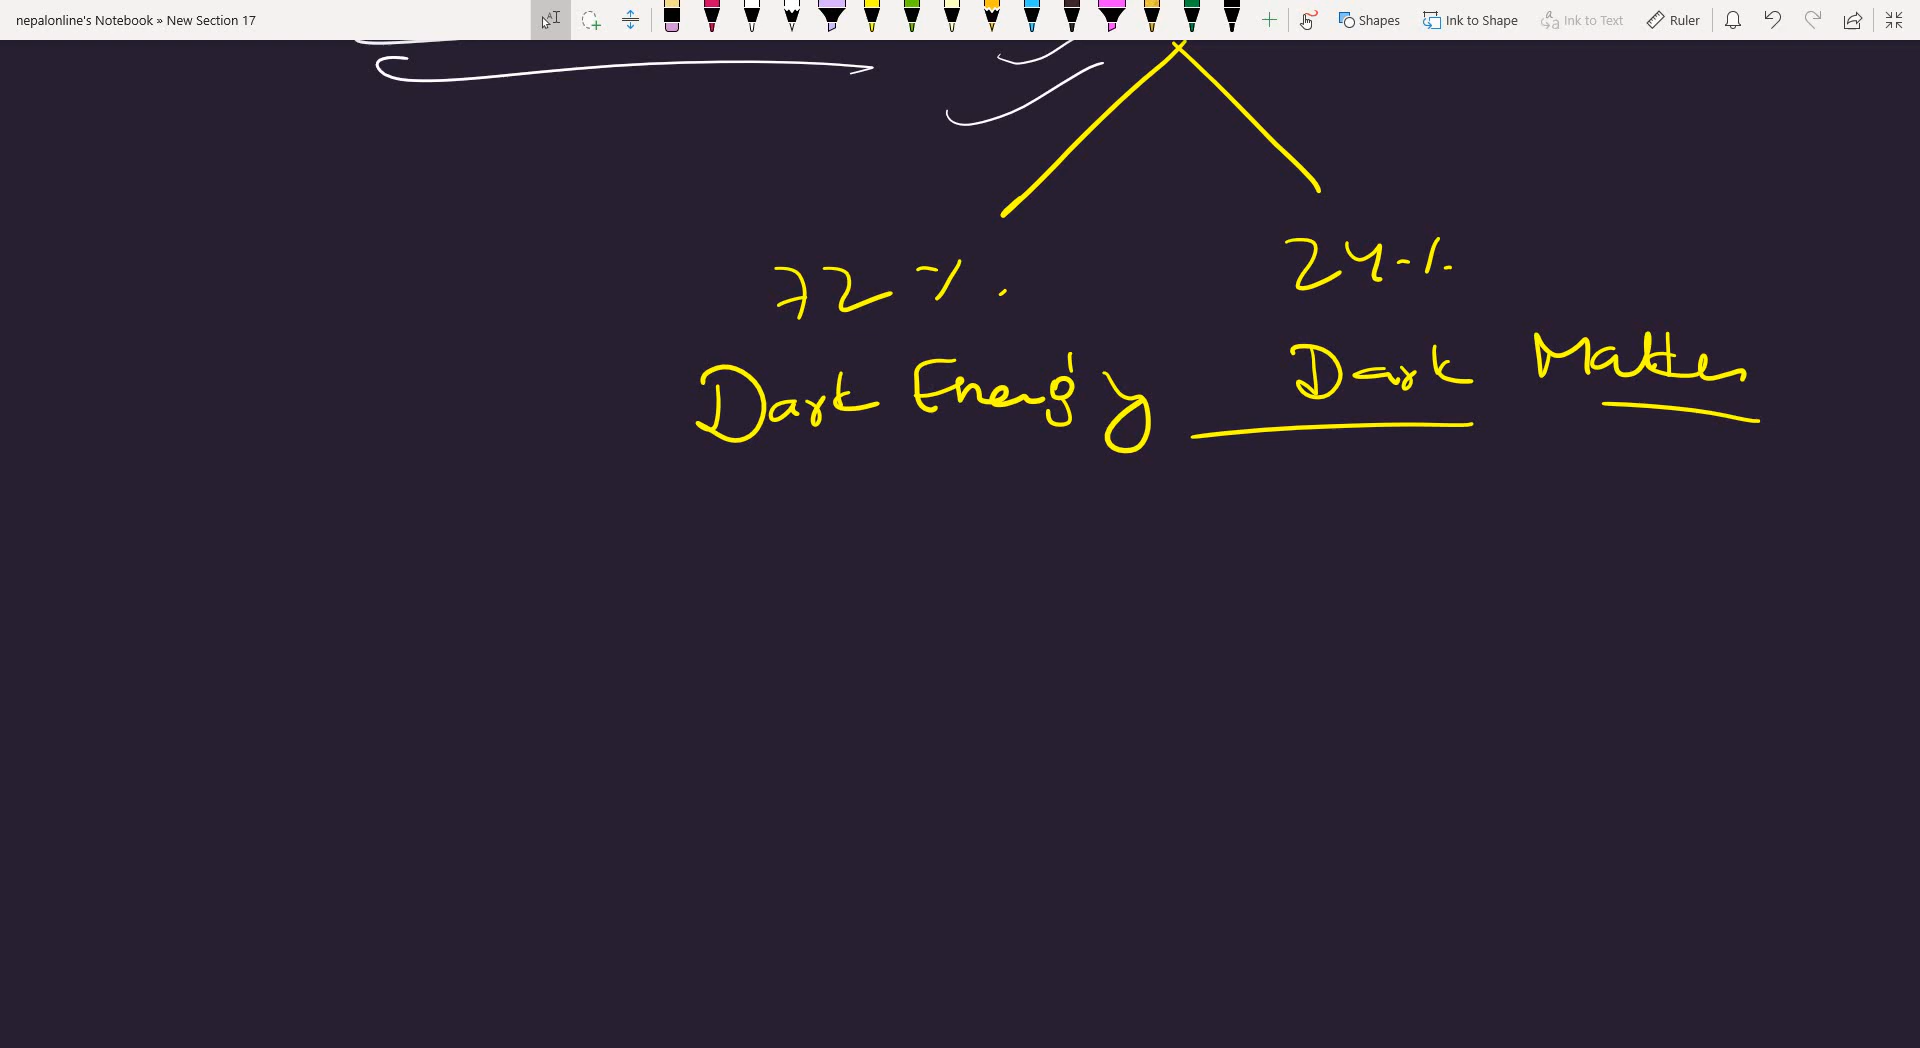 nepalonline's Notebook » New Section 17
Shapes
Ink to Shape
Ink to Text
Ruler
72 %.
24 %.
Dark Energy
Dark Matter